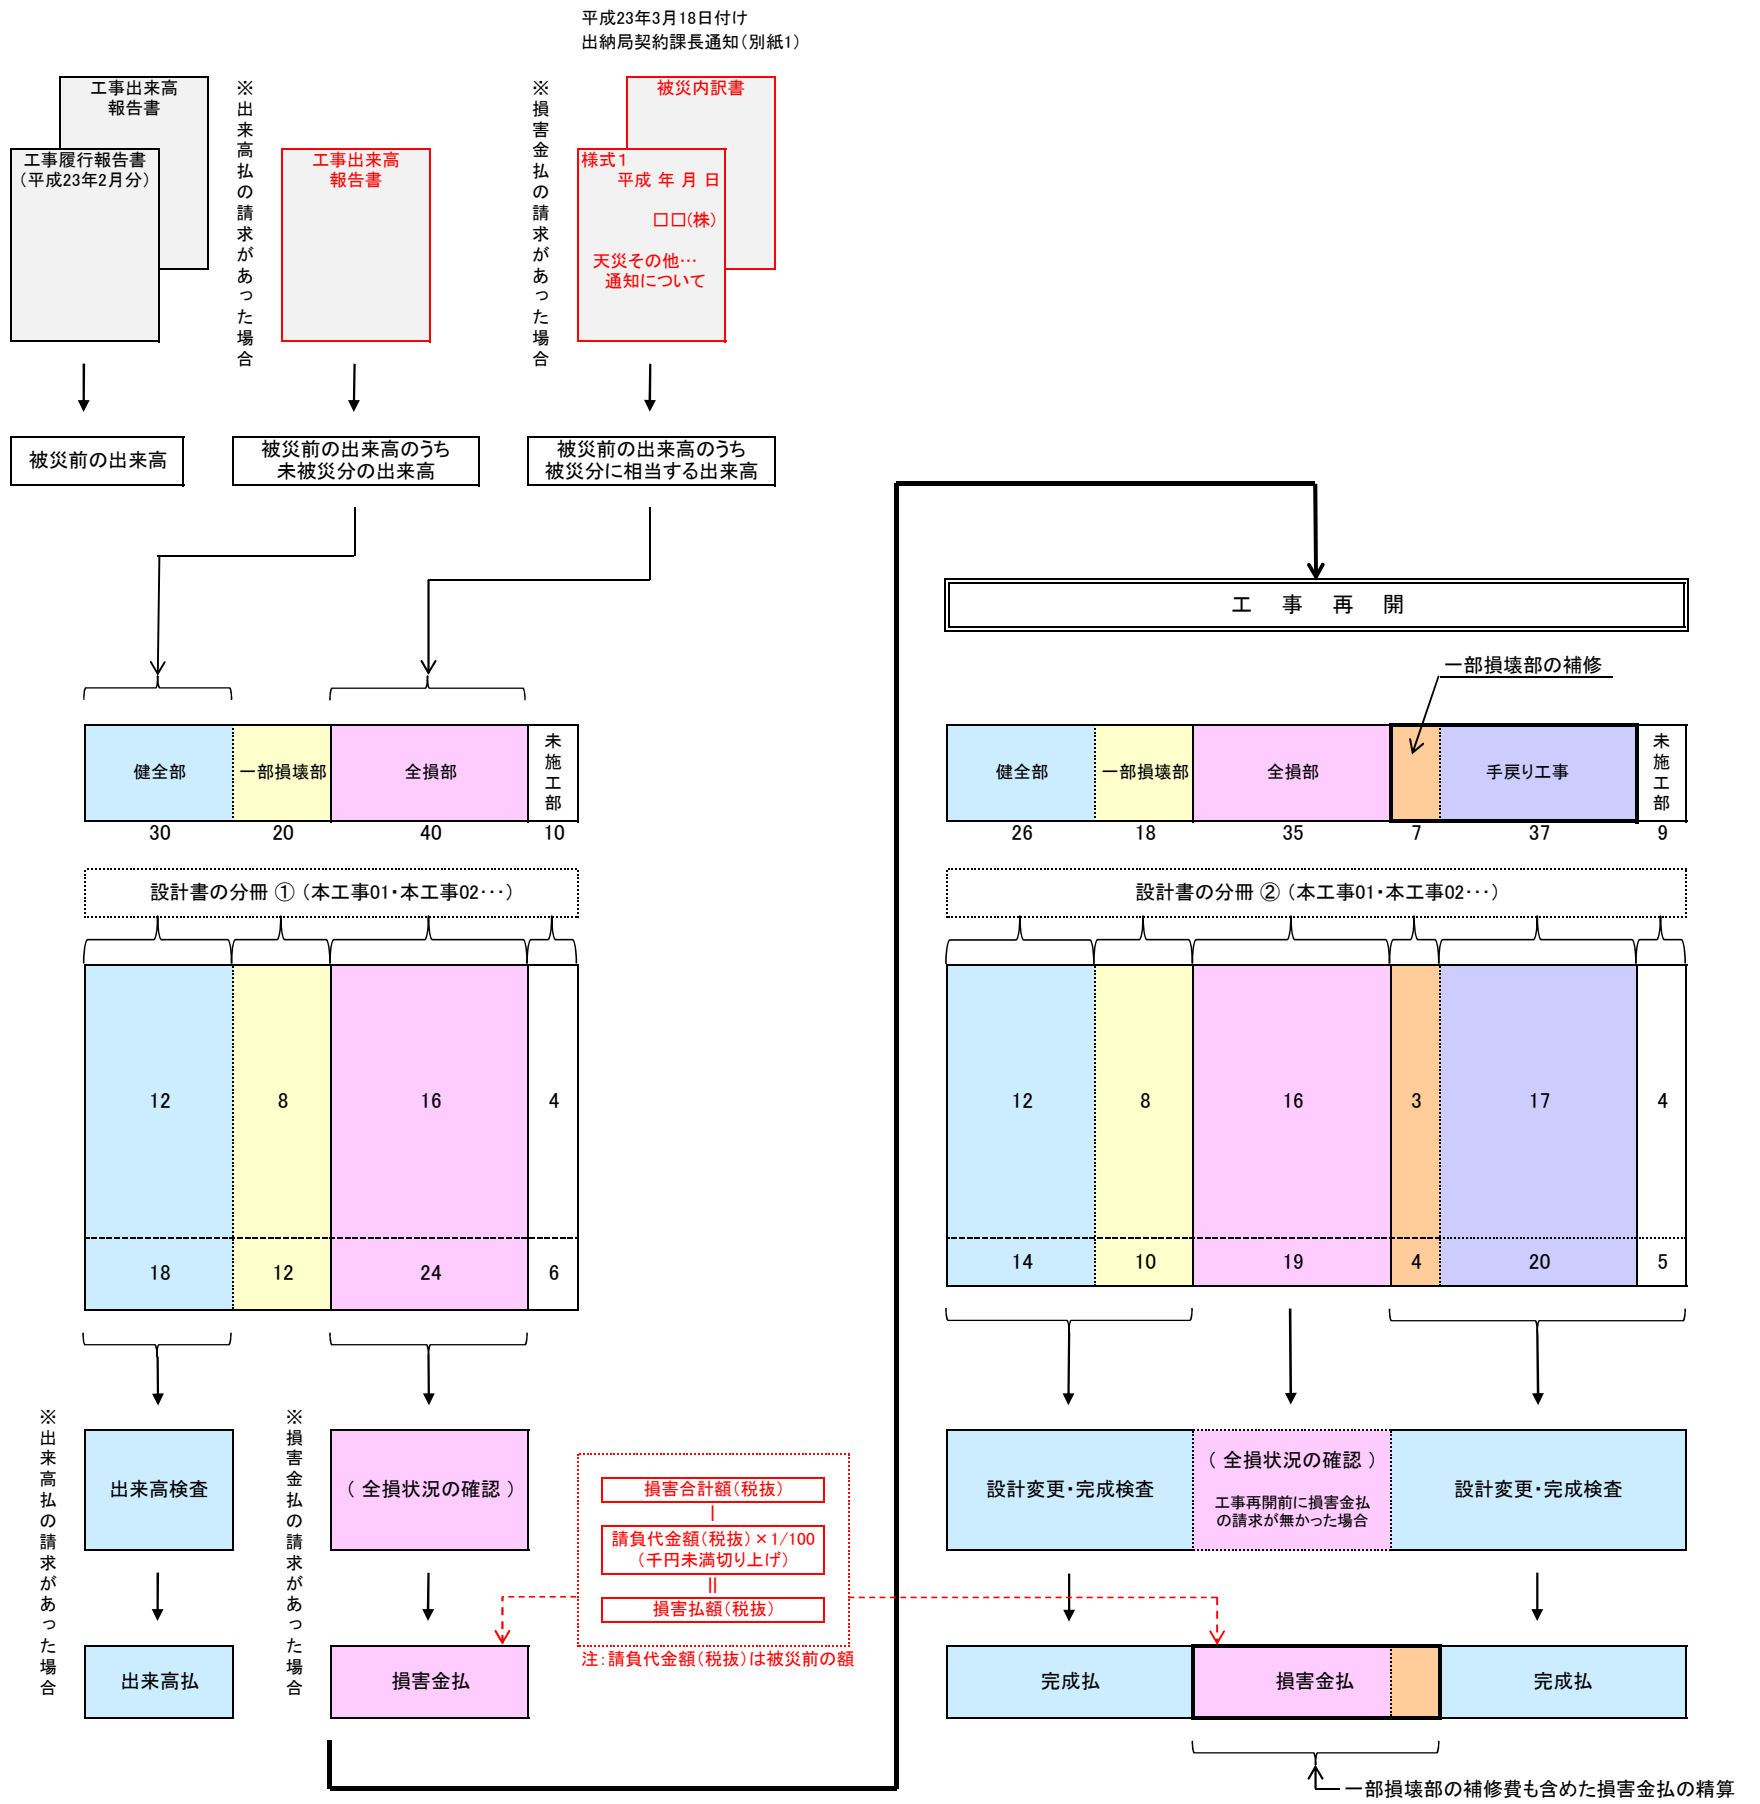 平成23年3月18日付け
出納局契約課長通知（別紙1）
工事出来高
報告書
工事履行報告書
（平成23年2月分）
※出来高払の請求があった場合
工事出来高
報告書
※損害金払の請求があった場合
被災内訳書
様式１
平成 年 月 日
□□(株)
天災その他…
通知について
被災前の出来高
被災前の出来高のうち
未被災分の出来高
被災前の出来高のうち
被災分に相当する出来高
健全部
一部損壊部
全損部
未施工部
30
20
40
10
設計書の分冊 ① （本工事01・本工事02･･･）
12
8
16
4
18
12
24
6
※出来高払の請求があった場合
出来高検査
※損害金払の請求があった場合
（ 全損状況の確認 ）
出来高払
損害金払
損害合計額（税抜）
－
請負代金額（税抜）×1/100
（千円未満切り上げ）
＝
損害払額（税抜）
注：請負代金額（税抜）は被災前の額
工 事 再 開
一部損壊部の補修
健全部
一部損壊部
全損部
手戻り工事
未施工部
26
18
35
7
37
9
設計書の分冊 ② （本工事01・本工事02･･･）
12
8
16
3
17
4
14
10
19
4
20
5
設計変更・完成検査
（ 全損状況の確認 ）
工事再開前に損害金払
の請求が無かった場合
設計変更・完成検査
完成払
損害金払
完成払
一部損壊部の補修費も含めた損害金払の精算